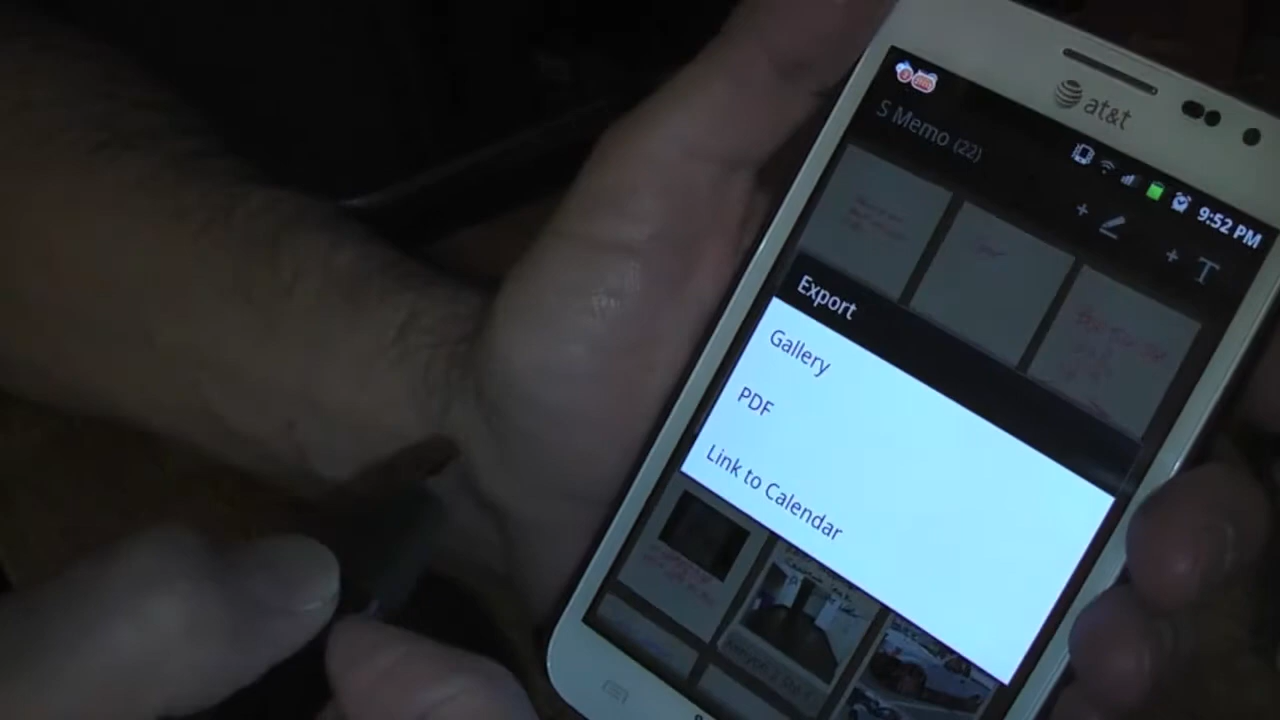 at&t
9:52 PM
S Memo (22)
+ + T
Export
Gallery
PDF
Link to Calendar